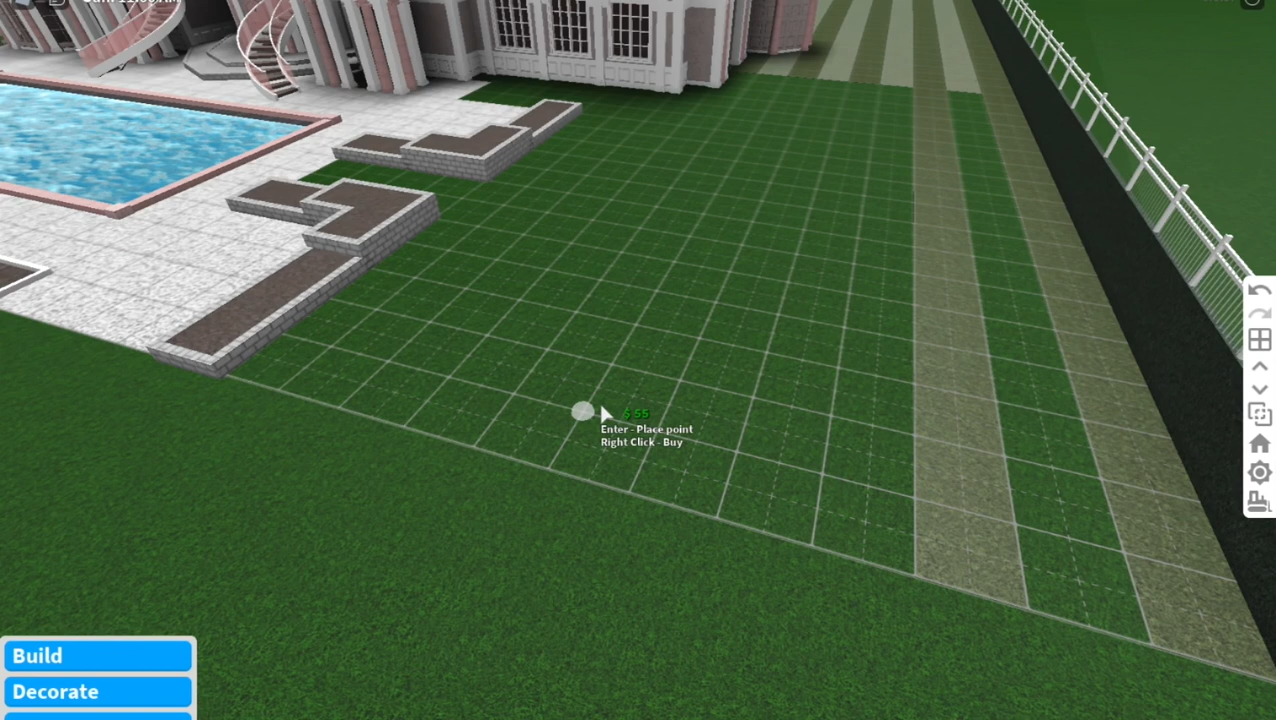 $ 55
Enter - Place point
Right Click - Buy
Build
Decorate